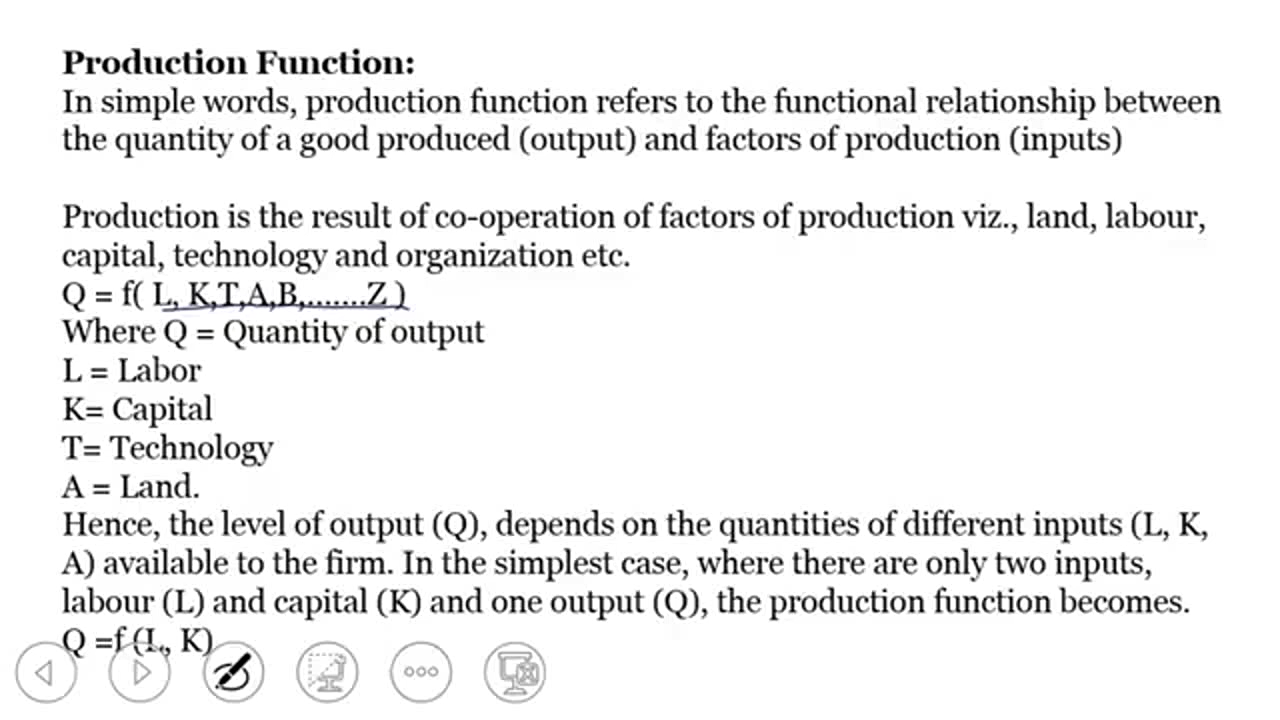 Production Function:
In simple words, production function refers to the functional relationship between
the quantity of a good produced (output) and factors of production (inputs)
Production is the result of co-operation of factors of production viz., land, labour,
capital, technology and organization etc.
Q = f( L, K,T,A,B,........Z )
Where Q = Quantity of output
L = Labor
K= Capital
T= Technology
A = Land.
Hence, the level of output (Q), depends on the quantities of different inputs (L, K,
A) available to the firm. In the simplest case, where there are only two inputs,
labour (L) and capital (K) and one output (Q), the production function becomes.
Q =f (L, K)